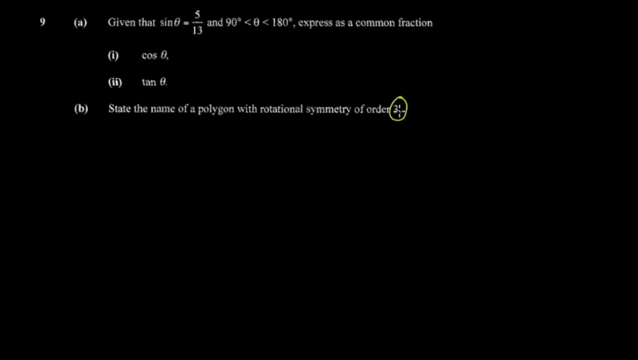 9 (a) Given that sin θ = 5/13 and 90° < θ < 180°, express as a common fraction
(i) cos θ,
(ii) tan θ.
(b) State the name of a polygon with rotational symmetry of order 3.